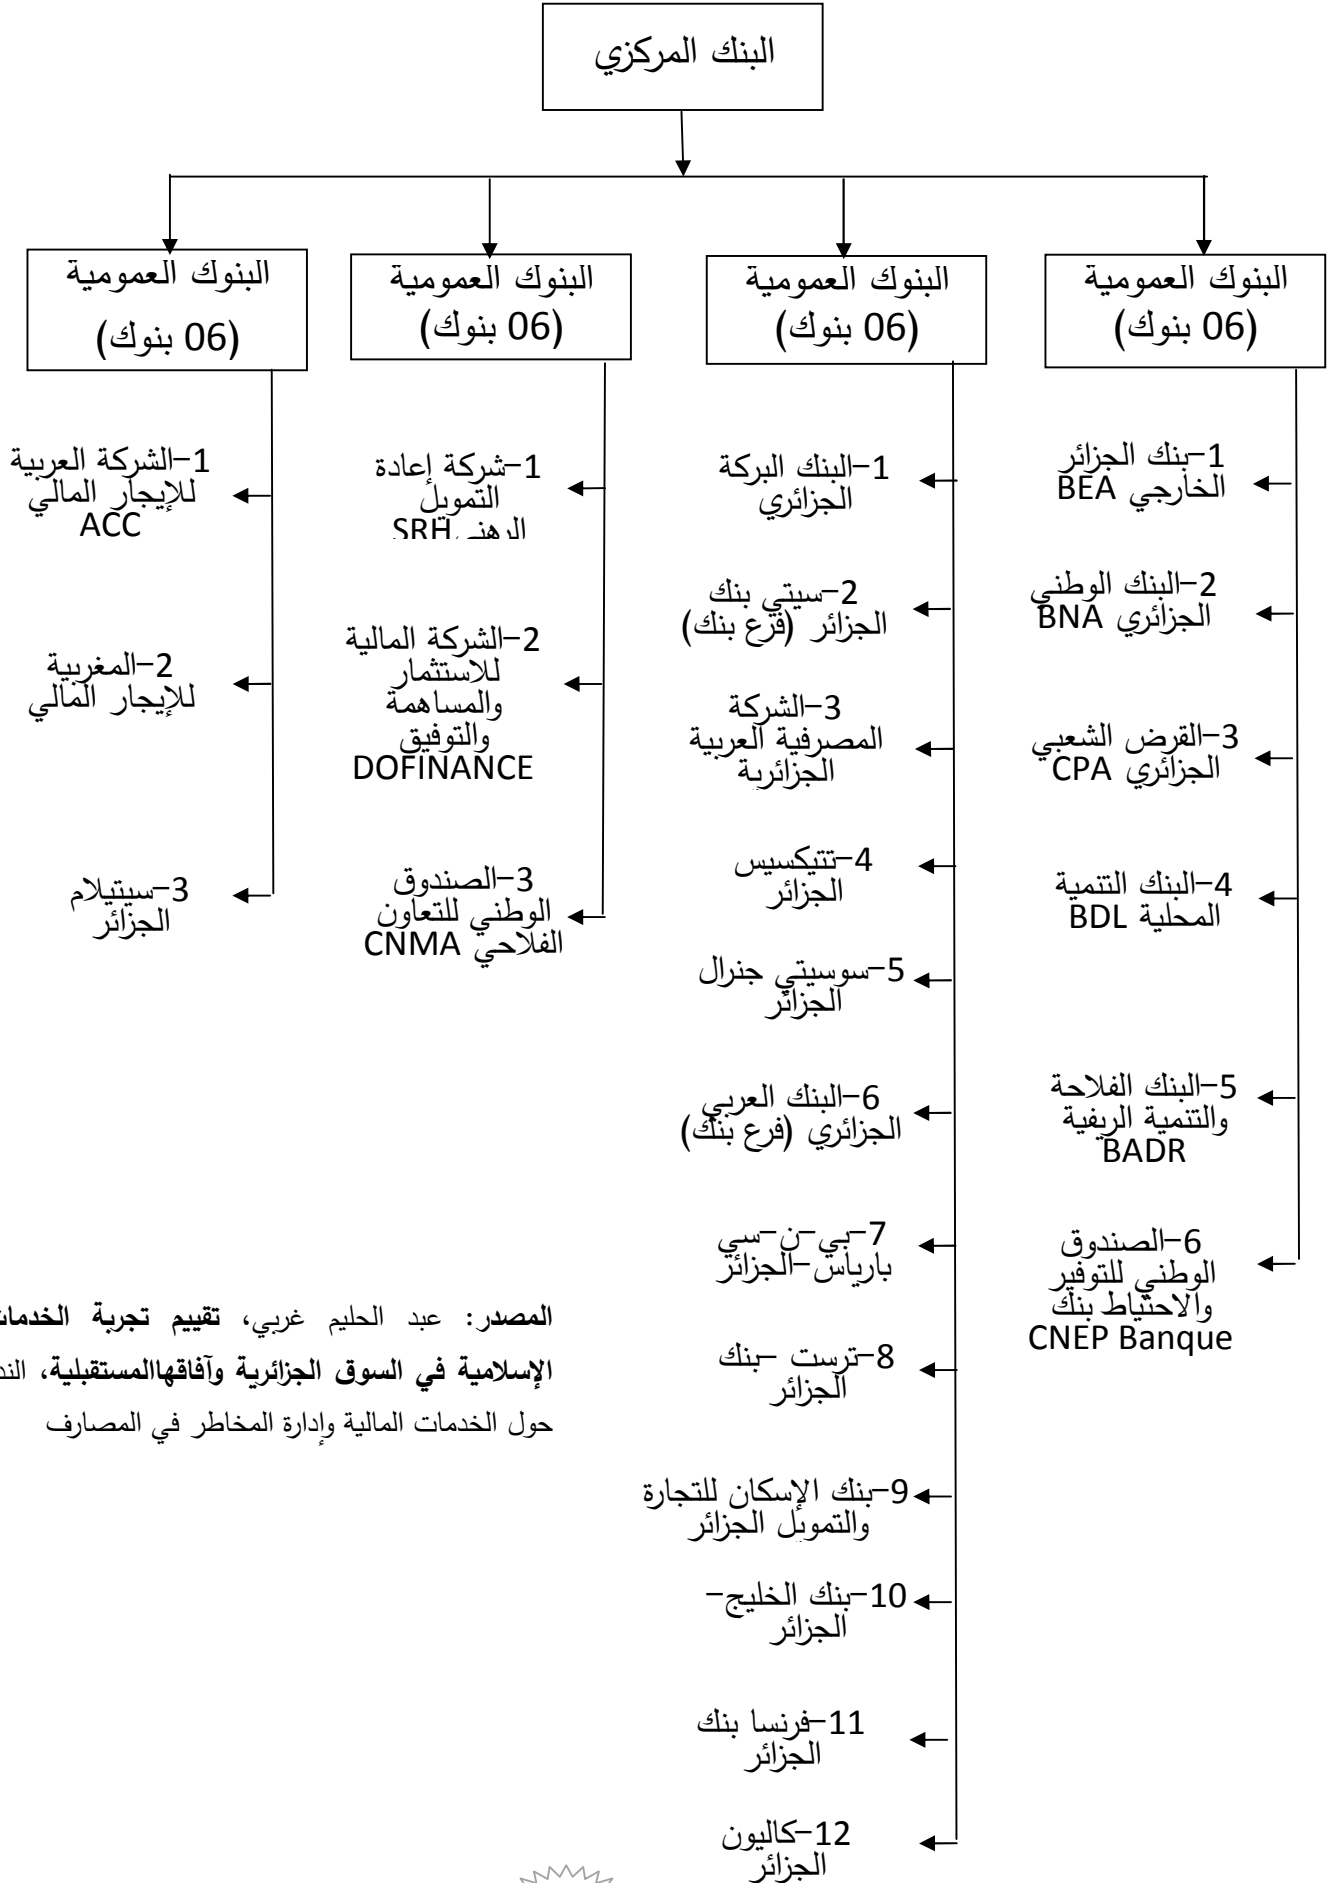 البنك المركزي
البنوك العمومية
(06 بنوك)
1-بنك الجزائر
الخارجي BEA
2-البنك الوطني
الجزائري BNA
3-القرض الشعبي
الجزائري CPA
4-البنك التنمية
المحلية BDL
5-البنك الفلاحة
والتنمية الريفية
BADR
6-الصندوق
الوطني للتوفير
والاحتياط بنك
CNEP Banque
البنوك العمومية
(06 بنوك)
1-البنك البركة
الجزائري
2-سيتي بنك
الجزائر (فرع بنك)
3-الشركة
المصرفية العربية
الجزائرية
4-تتيكسيس
الجزائر
5-سوسيتي جنرال
الجزائر
6-البنك العربي
الجزائري (فرع بنك)
7-بي-ن-سي
بارياس-الجزائر
8-ترست -بنك
الجزائر
9-بنك الإسكان للتجارة
والتمويل الجزائر
10-بنك الخليج-
الجزائر
11-فرنسا بنك
الجزائر
12-كاليون
الجزائر
البنوك العمومية
(06 بنوك)
1-شركة إعادة
التمويل
الرهني SRH
2-الشركة المالية
للاستثمار
والمساهمة
والتوفيق
DOFINANCE
3-الصندوق
الوطني للتعاون
الفلاحي CNMA
البنوك العمومية
(06 بنوك)
1-الشركة العربية
للإيجار المالي
ACC
2-المغربية
للإيجار المالي
3-سيتيلام
الجزائر
المصدر: عبد الحليم غربي، تقييم تجربة الخدمات
الإسلامية في السوق الجزائرية وآفاقهاالمستقبلية، الند
حول الخدمات المالية وإدارة المخاطر في المصارف